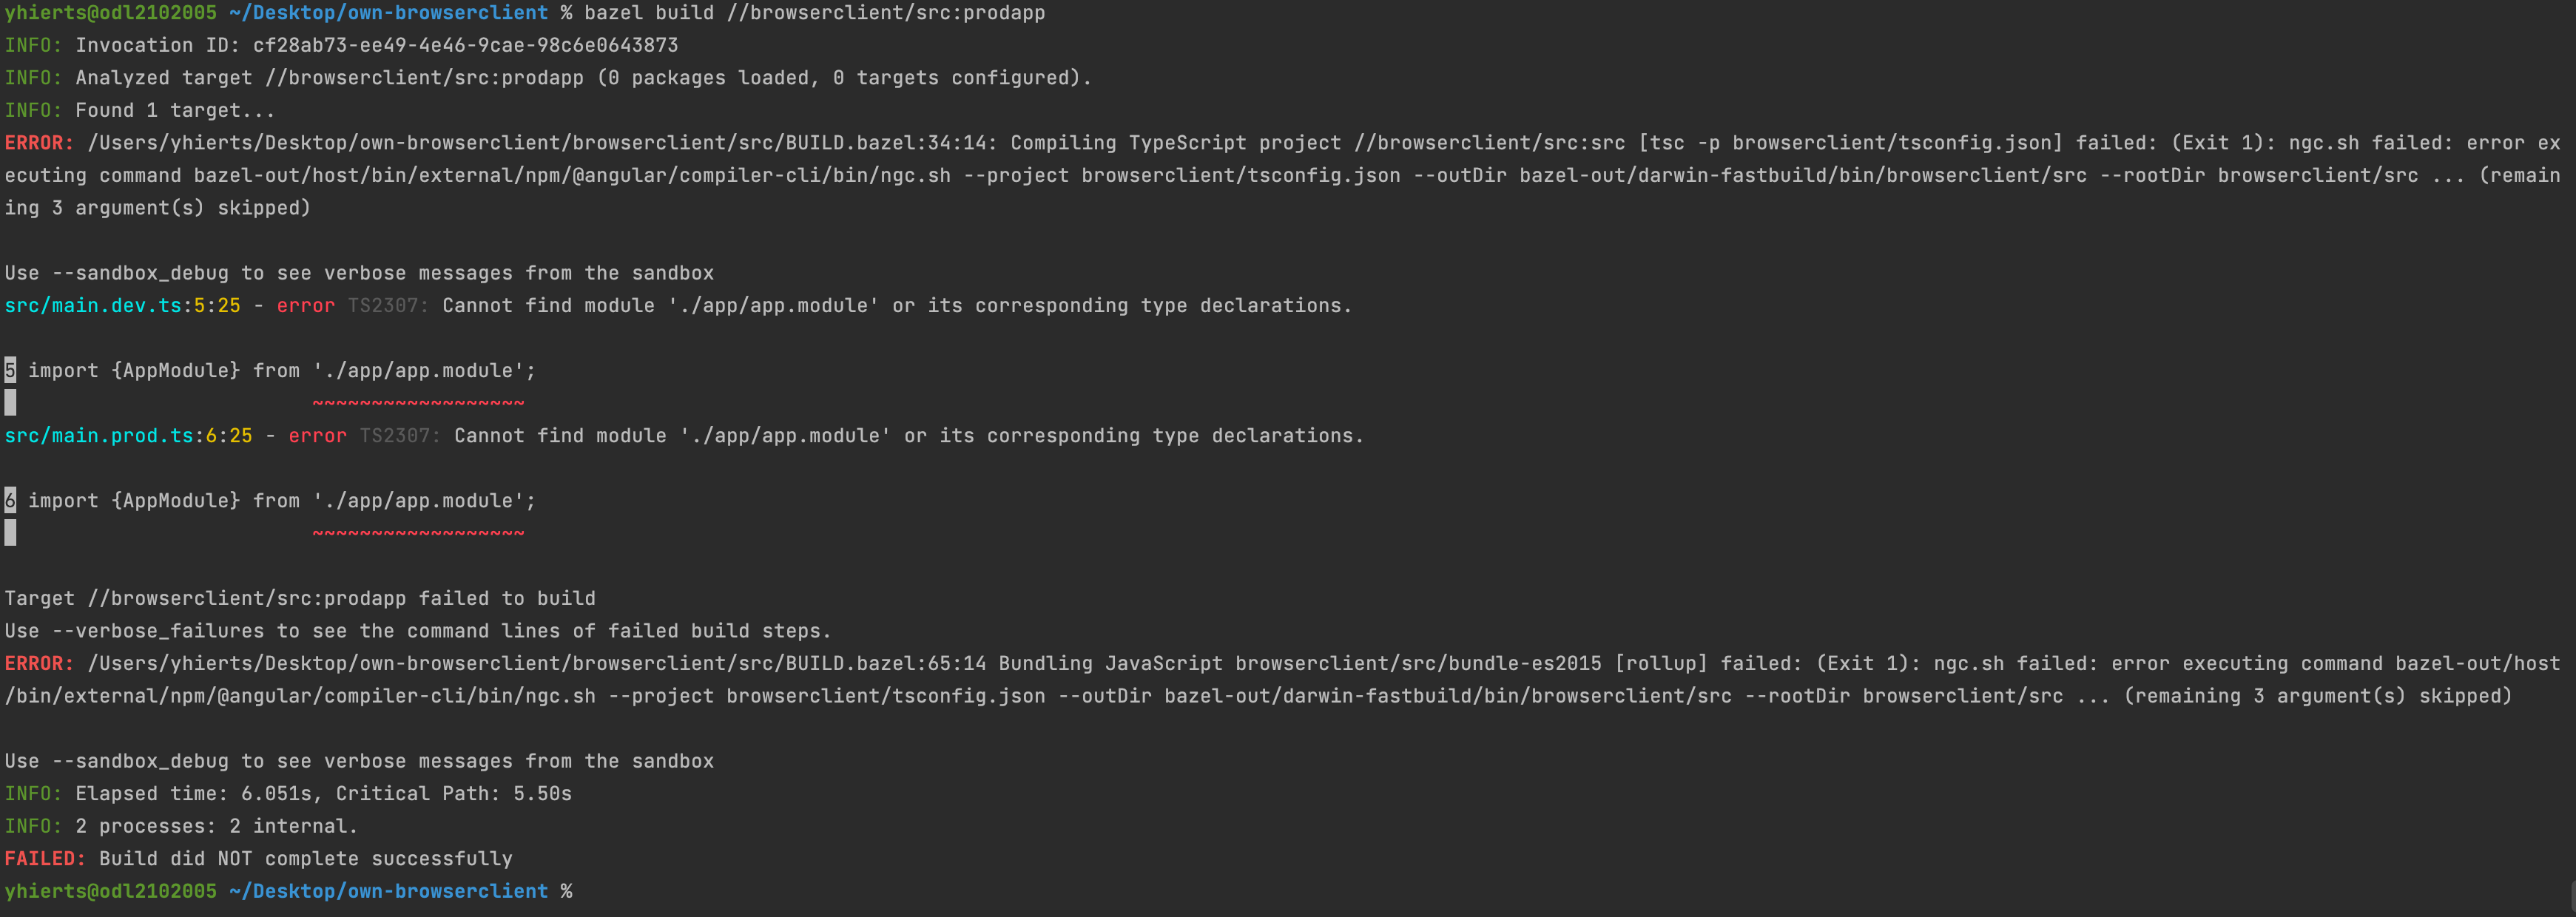 yhierts@odl2102005 ~/Desktop/own-browserclient % bazel build //browserclient/src:prodapp
INFO: Invocation ID: cf28ab73-ee49-4e46-9cae-98c6e0643873
INFO: Analyzed target //browserclient/src:prodapp (0 packages loaded, 0 targets configured).
INFO: Found 1 target...
ERROR: /Users/yhierts/Desktop/own-browserclient/browserclient/src/BUILD.bazel:34:14: Compiling TypeScript project //browserclient/src:src [tsc -p browserclient/tsconfig.json] failed: (Exit 1): ngc.sh failed: error ex
ecuting command bazel-out/host/bin/external/npm/@angular/compiler-cli/bin/ngc.sh --project browserclient/tsconfig.json --outDir bazel-out/darwin-fastbuild/bin/browserclient/src --rootDir browserclient/src ... (remain
ing 3 argument(s) skipped)
Use --sandbox_debug to see verbose messages from the sandbox
src/main.dev.ts:5:25 - error TS2307: Cannot find module './app/app.module' or its corresponding type declarations.
5 import {AppModule} from './app/app.module';
~~~~~~~~~~~~~~~~~~
src/main.prod.ts:6:25 - error TS2307: Cannot find module './app/app.module' or its corresponding type declarations.
6 import {AppModule} from './app/app.module';
~~~~~~~~~~~~~~~~~~
Target //browserclient/src:prodapp failed to build
Use --verbose_failures to see the command lines of failed build steps.
ERROR: /Users/yhierts/Desktop/own-browserclient/browserclient/src/BUILD.bazel:65:14 Bundling JavaScript browserclient/src/bundle-es2015 [rollup] failed: (Exit 1): ngc.sh failed: error executing command bazel-out/host
/bin/external/npm/@angular/compiler-cli/bin/ngc.sh --project browserclient/tsconfig.json --outDir bazel-out/darwin-fastbuild/bin/browserclient/src --rootDir browserclient/src ... (remaining 3 argument(s) skipped)
Use --sandbox_debug to see verbose messages from the sandbox
INFO: Elapsed time: 6.051s, Critical Path: 5.50s
INFO: 2 processes: 2 internal.
FAILED: Build did NOT complete successfully
yhierts@odl2102005 ~/Desktop/own-browserclient %